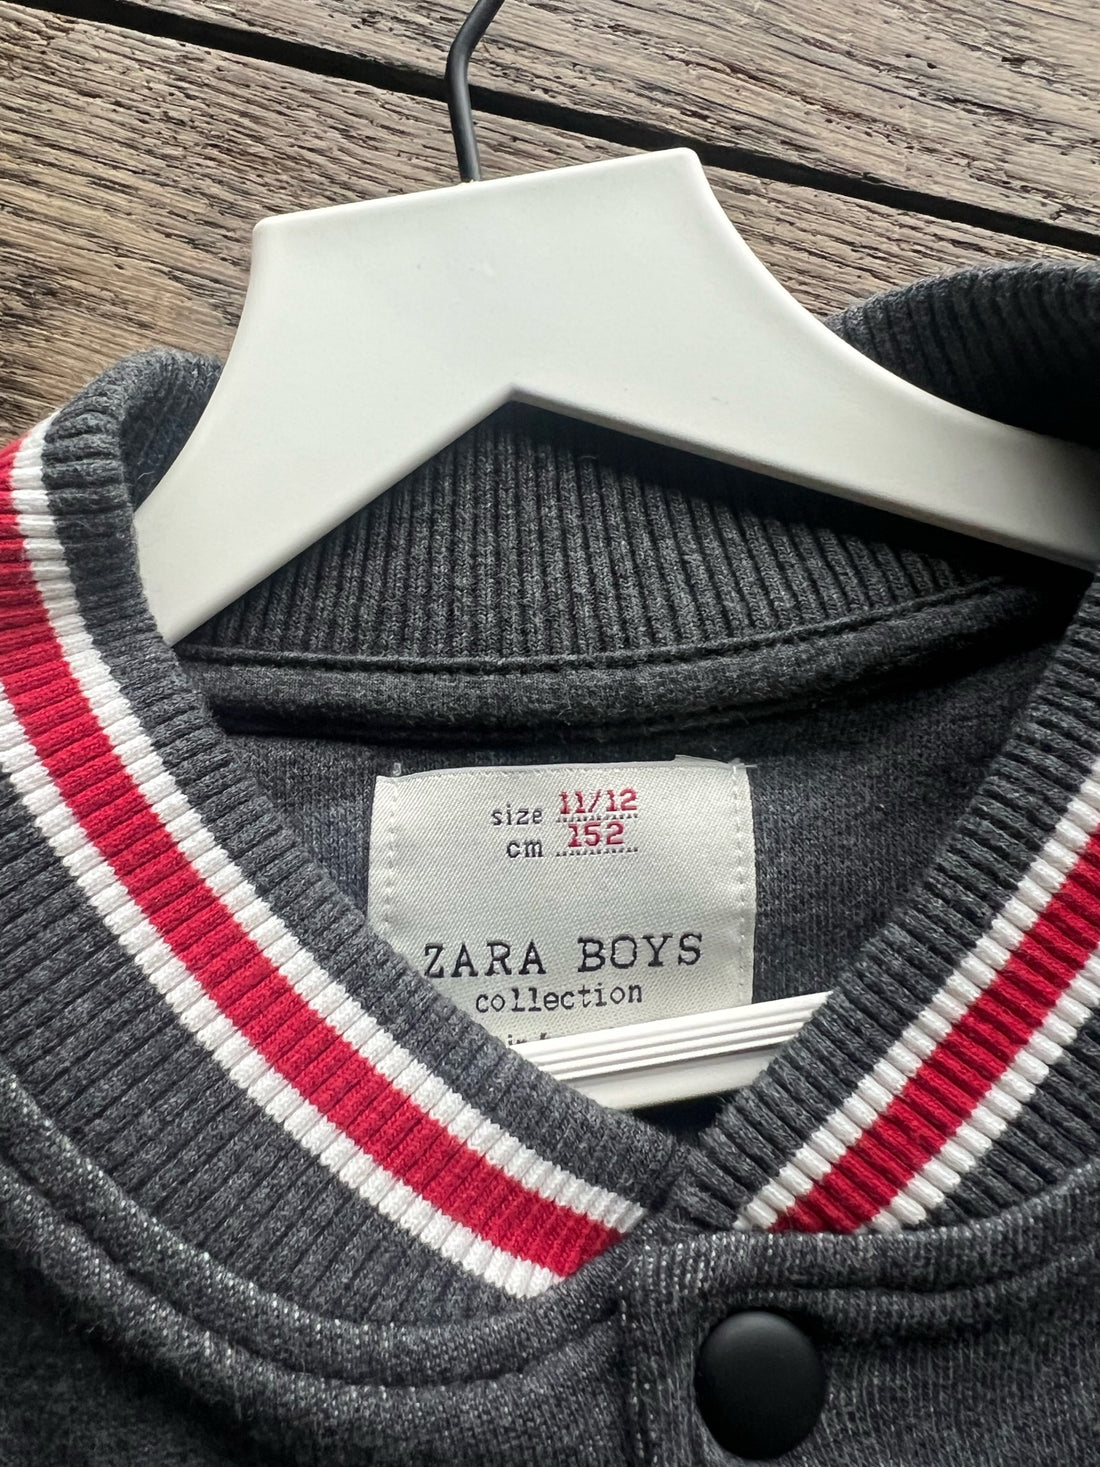 size 11/12
cm 152
ZARA BOYS
collection